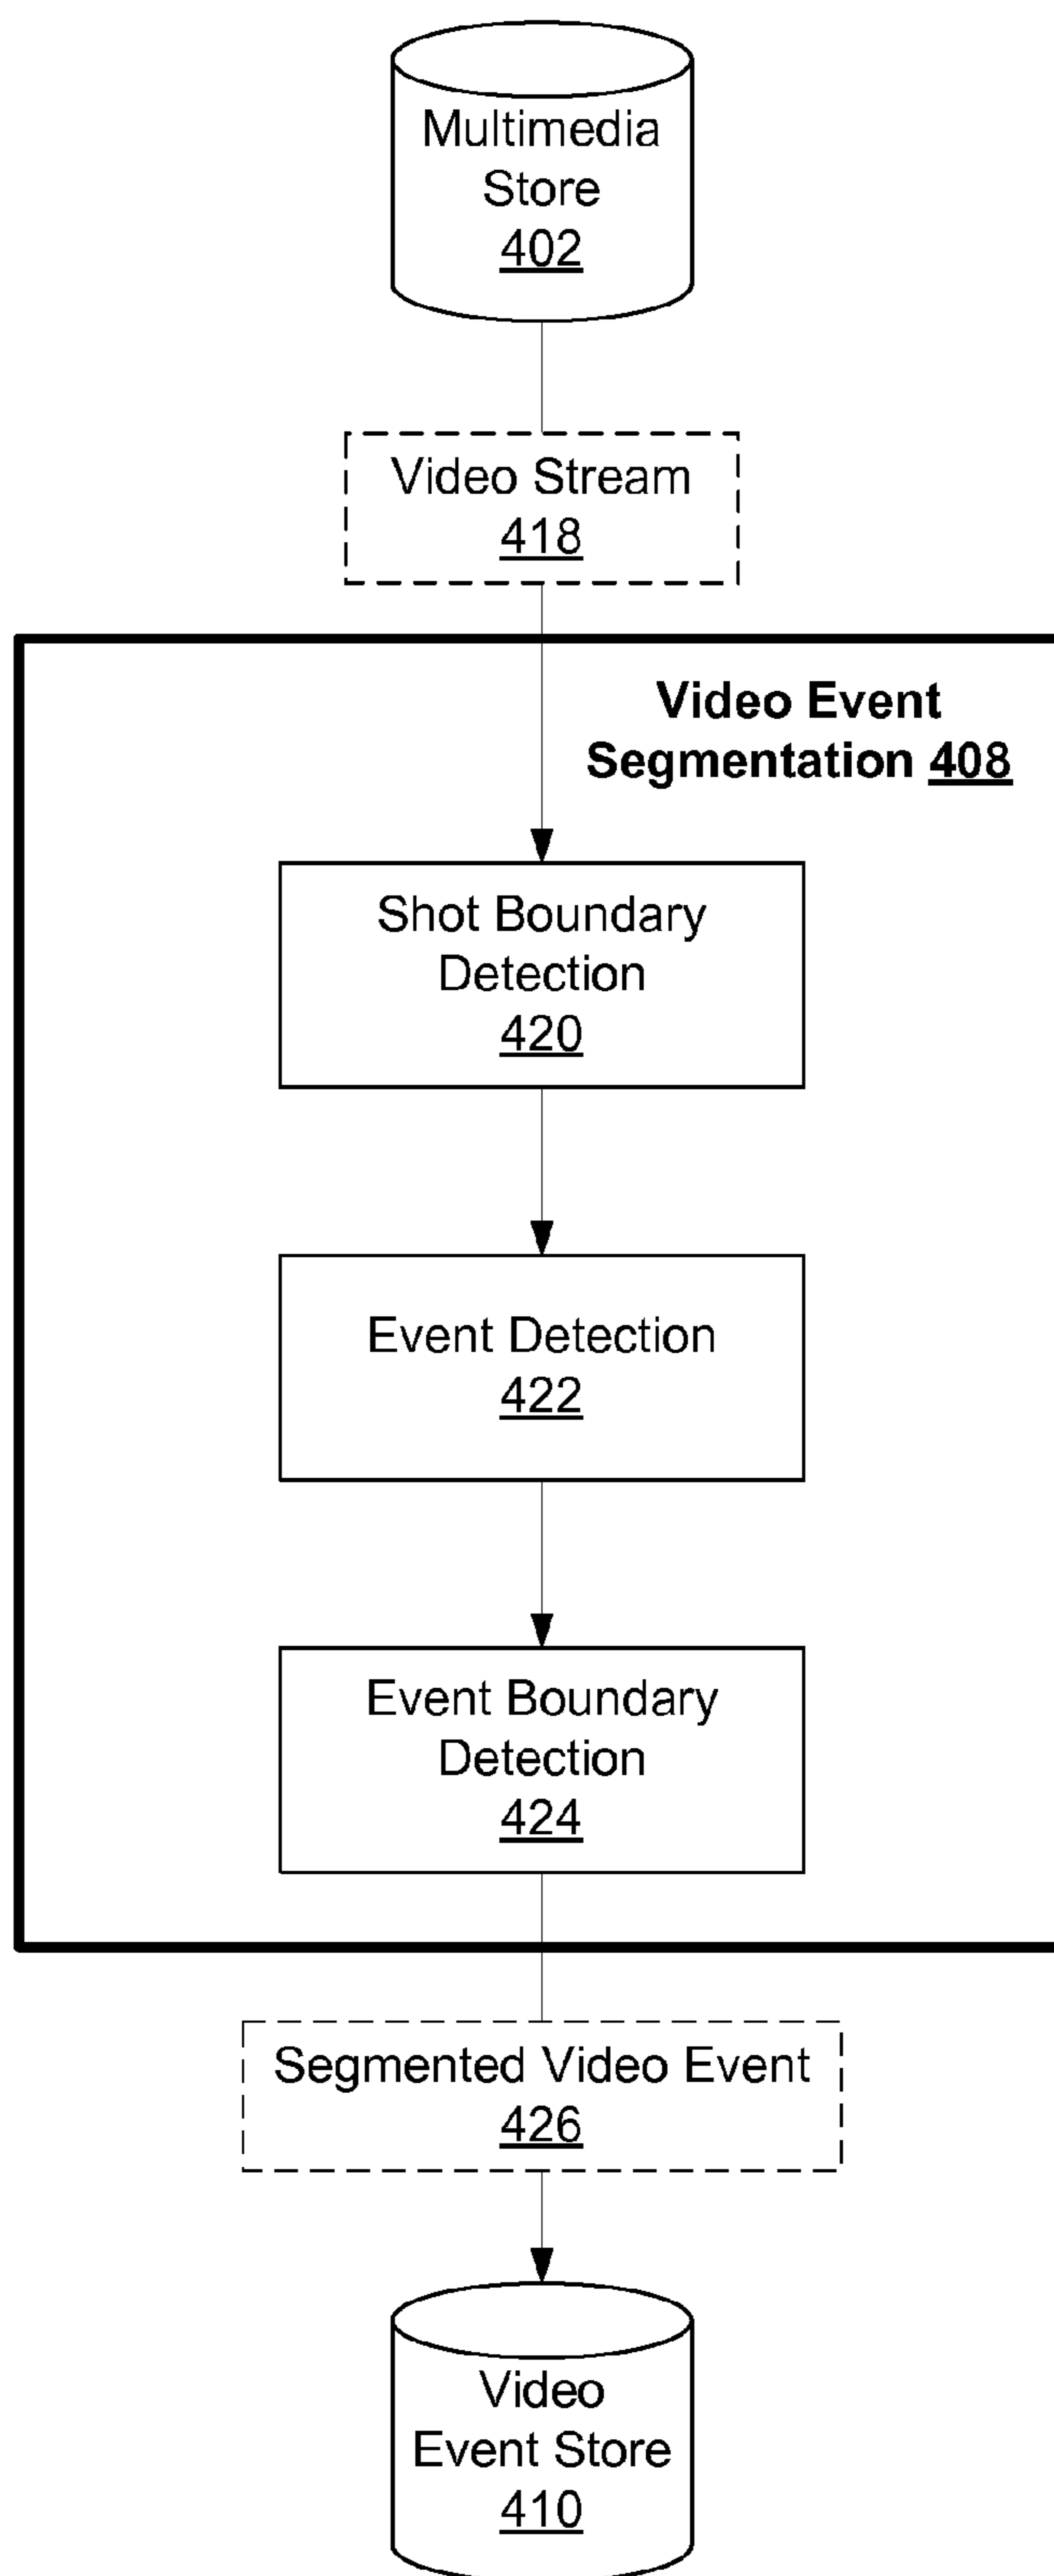 Multimedia
Store
402
Video Stream
418
Video Event
Segmentation 408
Shot Boundary
Detection
420
Event Detection
422
Event Boundary
Detection
424
Segmented Video Event
426
Video
Event Store
410